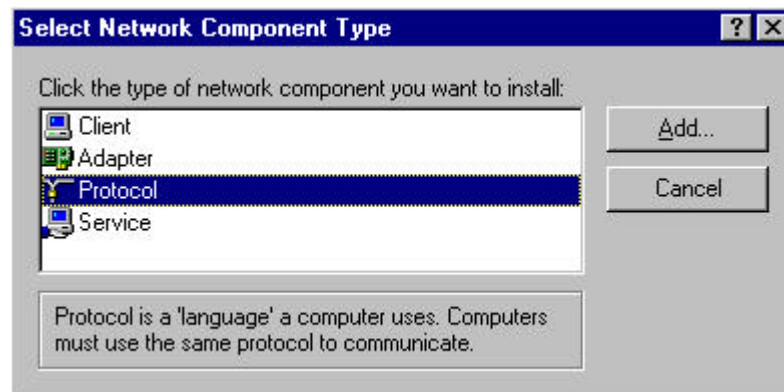 Select Network Component Type
Click the type of network component you want to install:
Client
Adapter
Protocol
Service
Add...
Cancel
Protocol is a 'language' a computer uses. Computers
must use the same protocol to communicate.